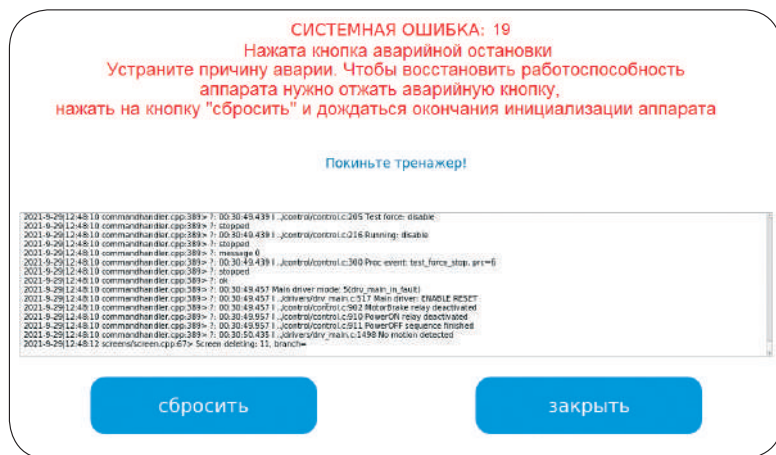 СИСТЕМНАЯ ОШИБКА: 19
Нажата кнопка аварийной остановки
Устраните причину аварии. Чтобы восстановить работоспособность
аппарата нужно отжать аварийную кнопку,
нажать на кнопку "сбросить" и дождаться окончания инициализации аппарата
Покиньте тренажер!
2021-9-29|12:48:10 commandhandler.cpp:389> ?: 00:30:49.439 I ../control/control.c:205 Test force: disable
2021-9-29|12:48:10 commandhandler.cpp:389> ?: stopped
2021-9-29|12:48:10 commandhandler.cpp:389> ?: 00:30:49.439 I ../control/control.c:216 Running: disable
2021-9-29|12:48:10 commandhandler.cpp:389> ?: stopped
2021-9-29|12:48:10 commandhandler.cpp:389> ?: message 0
2021-9-29|12:48:10 commandhandler.cpp:389> ?: 00:30:49.439 I ../control/control.c:300 Proc event: test_force_stop, prc=6
2021-9-29|12:48:10 commandhandler.cpp:389> ?: stopped
2021-9-29|12:48:10 commandhandler.cpp:389> ?: ok
2021-9-29|12:48:10 commandhandler.cpp:389> ?: 00:30:49.457 Main driver mode: 5(drv_main_in_fault)
2021-9-29|12:48:10 commandhandler.cpp:389> ?: 00:30:49.457 I ../drivers/drv_main.c:517 Main driver: ENABLE RESET
2021-9-29|12:48:10 commandhandler.cpp:389> ?: 00:30:49.457 I ../control/control.c:902 MotorBrake relay deactivated
2021-9-29|12:48:10 commandhandler.cpp:389> ?: 00:30:49.957 I ../control/control.c:910 PowerON relay deactivated
2021-9-29|12:48:10 commandhandler.cpp:389> ?: 00:30:49.957 I ../control/control.c:911 PowerOFF sequence finished
2021-9-29|12:48:10 commandhandler.cpp:389> ?: 00:30:50.435 I ../drivers/drv_main.c:1498 No motion detected
2021-9-29|12:48:12 screens/screen.cpp:67> Screen deleting: 11, branch=
сбросить
закрыть